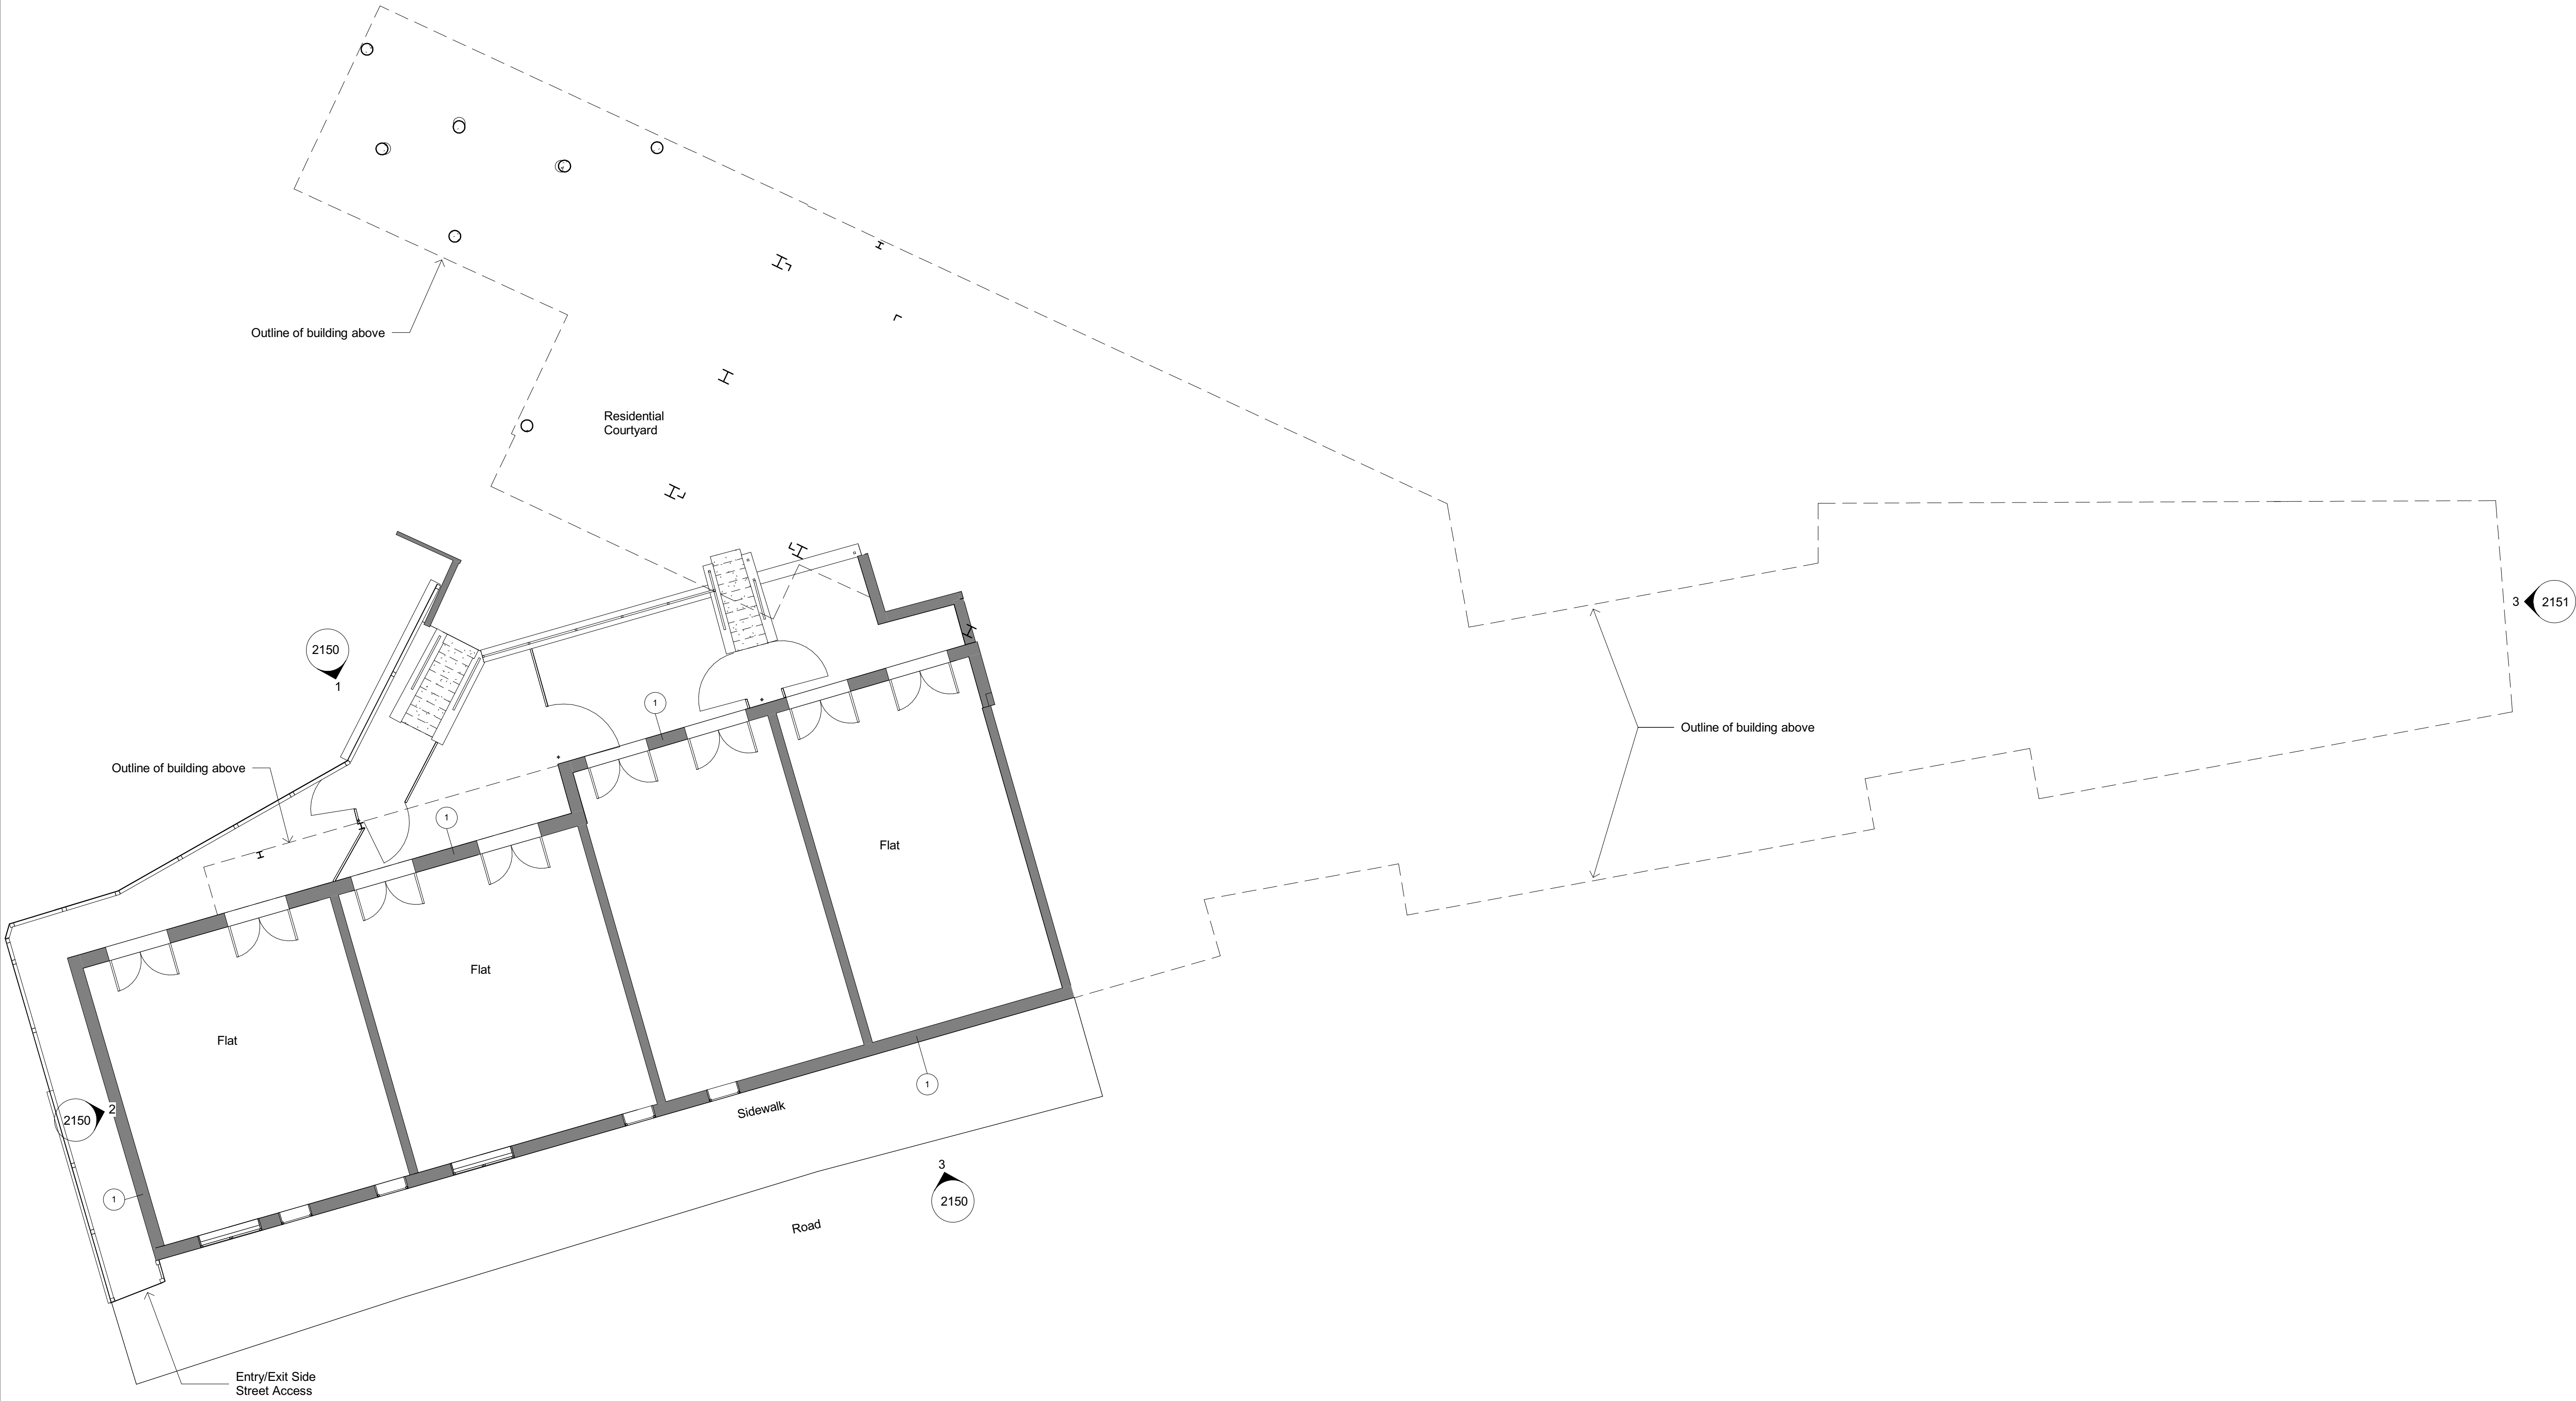 Outline of building above
Residential
Courtyard
3
2151
2150
1
1
Outline of building above
Outline of building above
1
Flat
Flat
Flat
1
2
2150
Sidewalk
3
1
2150
Road
Entry/Exit Side
Street Access